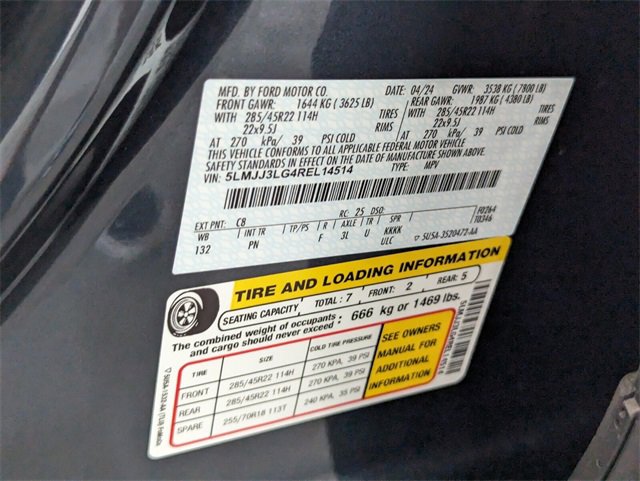 MFD. BY FORD MOTOR CO.
DATE: 04/24 GVWR: 3538 KG ( 7800 LB)
FRONT GAWR: 1644 KG ( 3625 LB) REAR GAWR: 1987 KG ( 4380 LB)
WITH 285/45R22 114H TIRES WITH 285/45R22 114H TIRES
22x9.5J RIMS 22x9.5J RIMS
AT 270 kPa/ 39 PSI COLD AT 270 kPa/ 39 PSI COLD
THIS VEHICLE CONFORMS TO ALL APPLICABLE FEDERAL MOTOR VEHICLE
SAFETY STANDARDS IN EFFECT ON THE DATE OF MANUFACTURE SHOWN ABOVE.
VIN: 5LMJJ3LG4REL14514 TYPE: MPV
F0264
T0346
EXT PNT: C8 RC: 25 DSO:
WB INT TR TP/PS R AXLE TR SPR
132 PN F 3L U KKKK
ULC
5U5A-3520472-AA
TIRE AND LOADING INFORMATION
SEATING CAPACITY TOTAL : 7 FRONT: 2 REAR: 5
The combined weight of occupants
and cargo should never exceed : 666 kg or 1469 lbs.
TIRE SIZE COLD TIRE PRESSURE
FRONT 285/45R22 114H 270 KPA, 39 PSI
REAR 285/45R22 114H 270 KPA, 39 PSI
SPARE 255/70R18 113T 240 KPA, 35 PSI
SEE OWNERS
MANUAL FOR
ADDITIONAL
INFORMATION